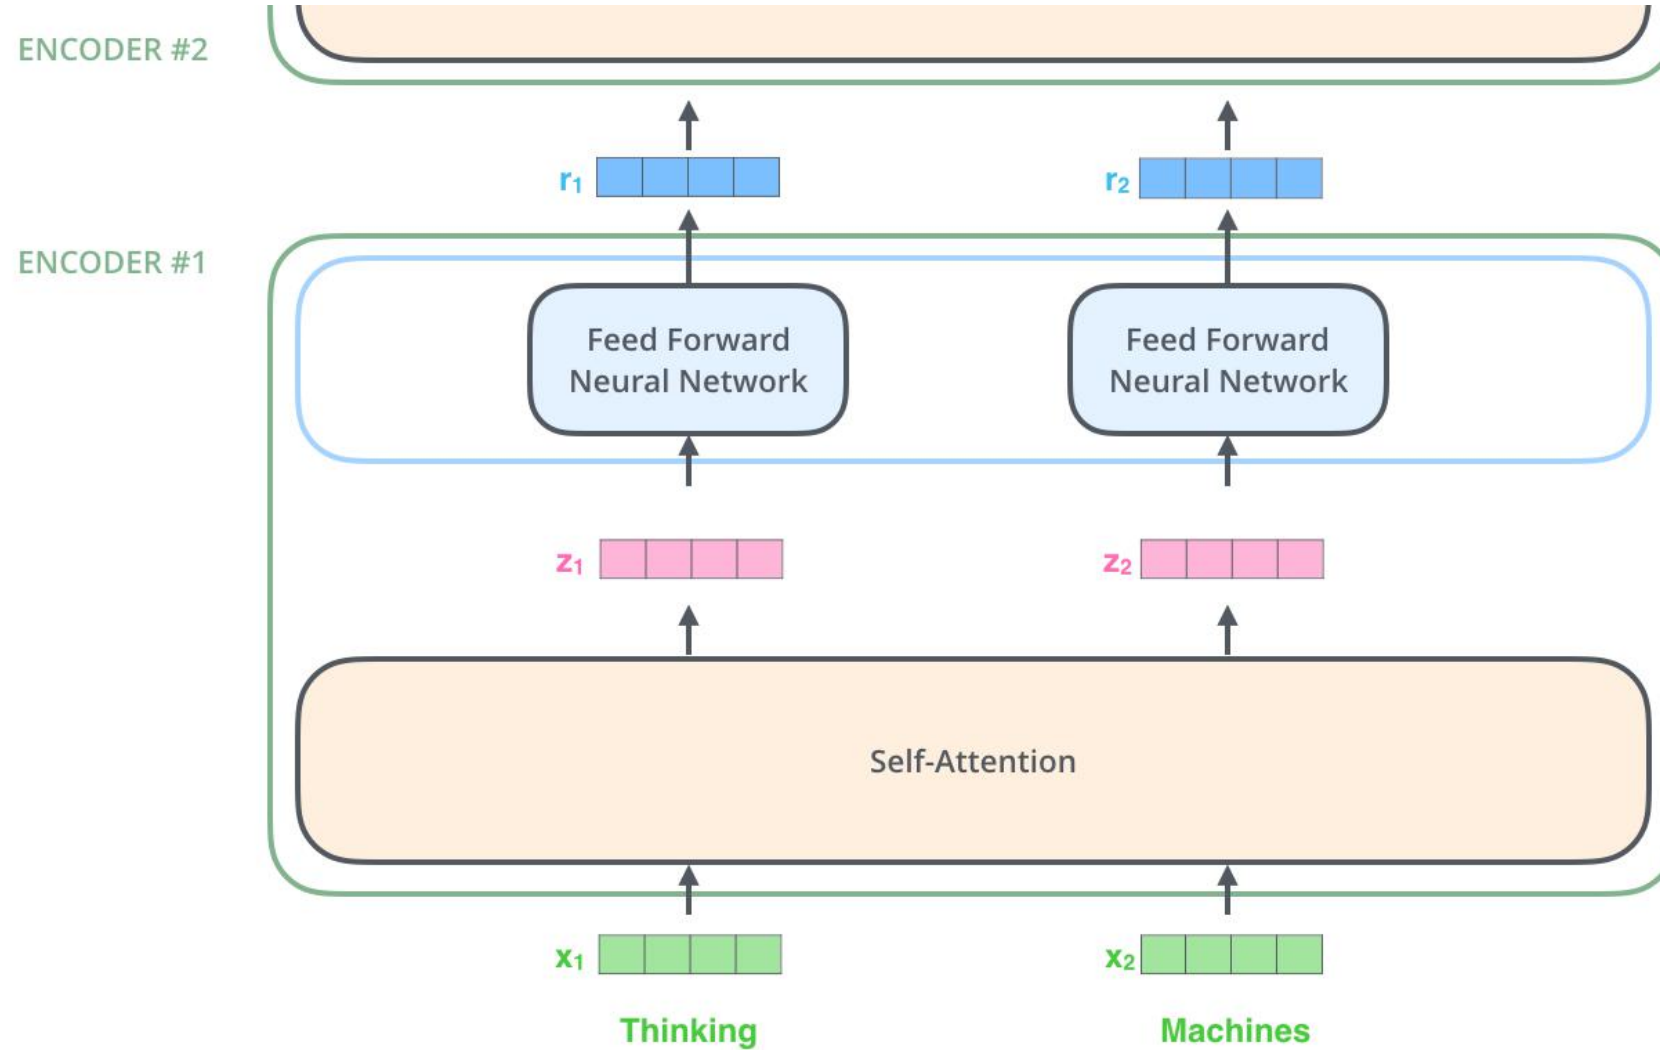 ENCODER #2
r₁
r₂
ENCODER #1
Feed Forward
Neural Network
Feed Forward
Neural Network
z₁
z₂
Self-Attention
x₁
x₂
Thinking
Machines